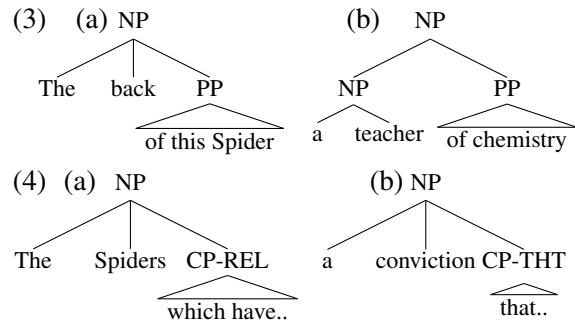 (3) (a) NP (b) NP
The back PP NP PP
of this Spider a teacher of chemistry
(4) (a) NP (b) NP
The Spiders CP-REL a conviction CP-THT
which have.. that..